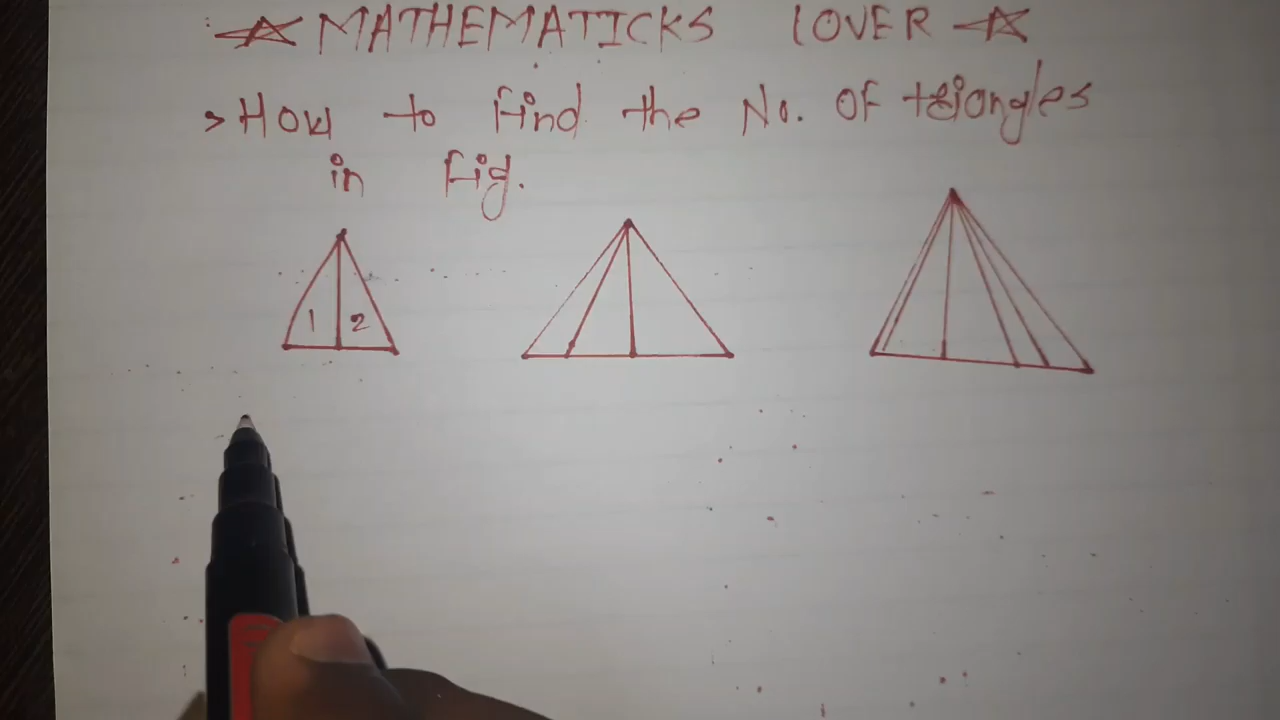 ☆ MATHEMATICKS LOVER ☆
> How to find the No. of triangles
in fig.
1 2